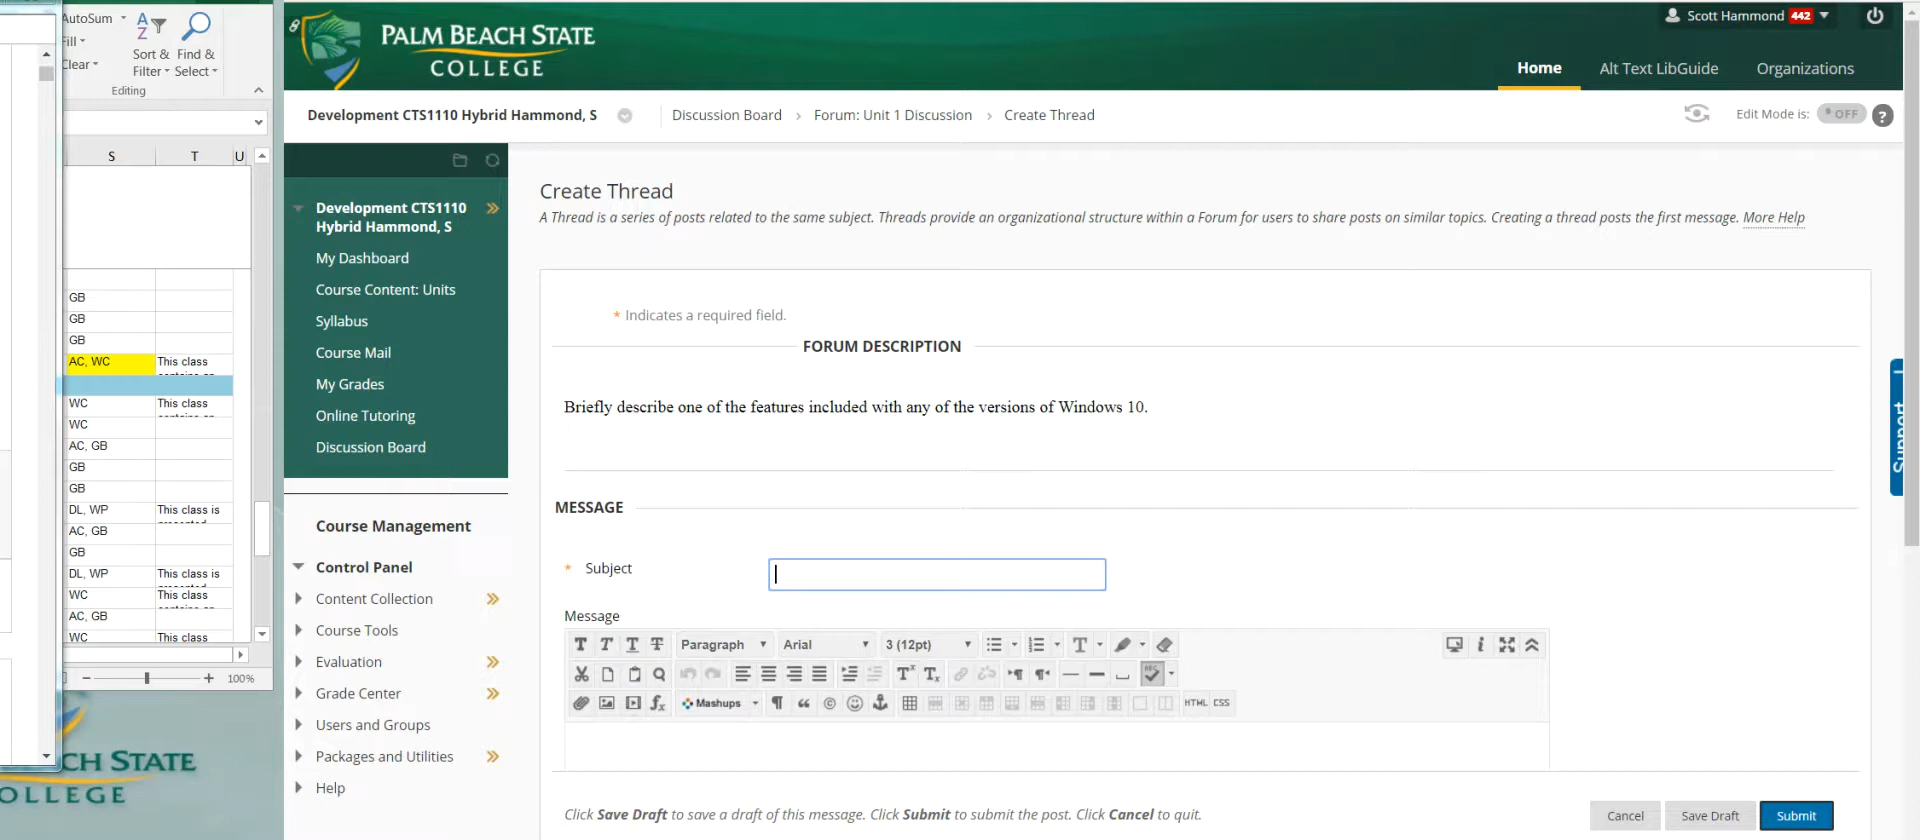 AutoSum
Fill
Clear
Sort & Filter
Find & Select
Editing
S T U
GB
GB
GB
AC, WC This class
WC This class
WC
AC, GB
GB
GB
DL, WP This class is
AC, GB
GB
DL, WP This class is
WC This class
AC, GB
WC This class
100%
CH STATE
OLLEGE
PALM BEACH STATE
COLLEGE
Scott Hammond 442
Home Alt Text LibGuide Organizations
Development CTS1110 Hybrid Hammond, S Discussion Board > Forum: Unit 1 Discussion > Create Thread
Edit Mode is: OFF ?
Development CTS1110
Hybrid Hammond, S
My Dashboard
Course Content: Units
Syllabus
Course Mail
My Grades
Online Tutoring
Discussion Board
Course Management
Control Panel
Content Collection
Course Tools
Evaluation
Grade Center
Users and Groups
Packages and Utilities
Help
Create Thread
A Thread is a series of posts related to the same subject. Threads provide an organizational structure within a Forum for users to share posts on similar topics. Creating a thread posts the first message. More Help
* Indicates a required field.
FORUM DESCRIPTION
Briefly describe one of the features included with any of the versions of Windows 10.
MESSAGE
* Subject
Message
T T T T Paragraph Arial 3 (12pt)
Mashups HTML CSS
Click Save Draft to save a draft of this message. Click Submit to submit the post. Click Cancel to quit.
Cancel Save Draft Submit
Support